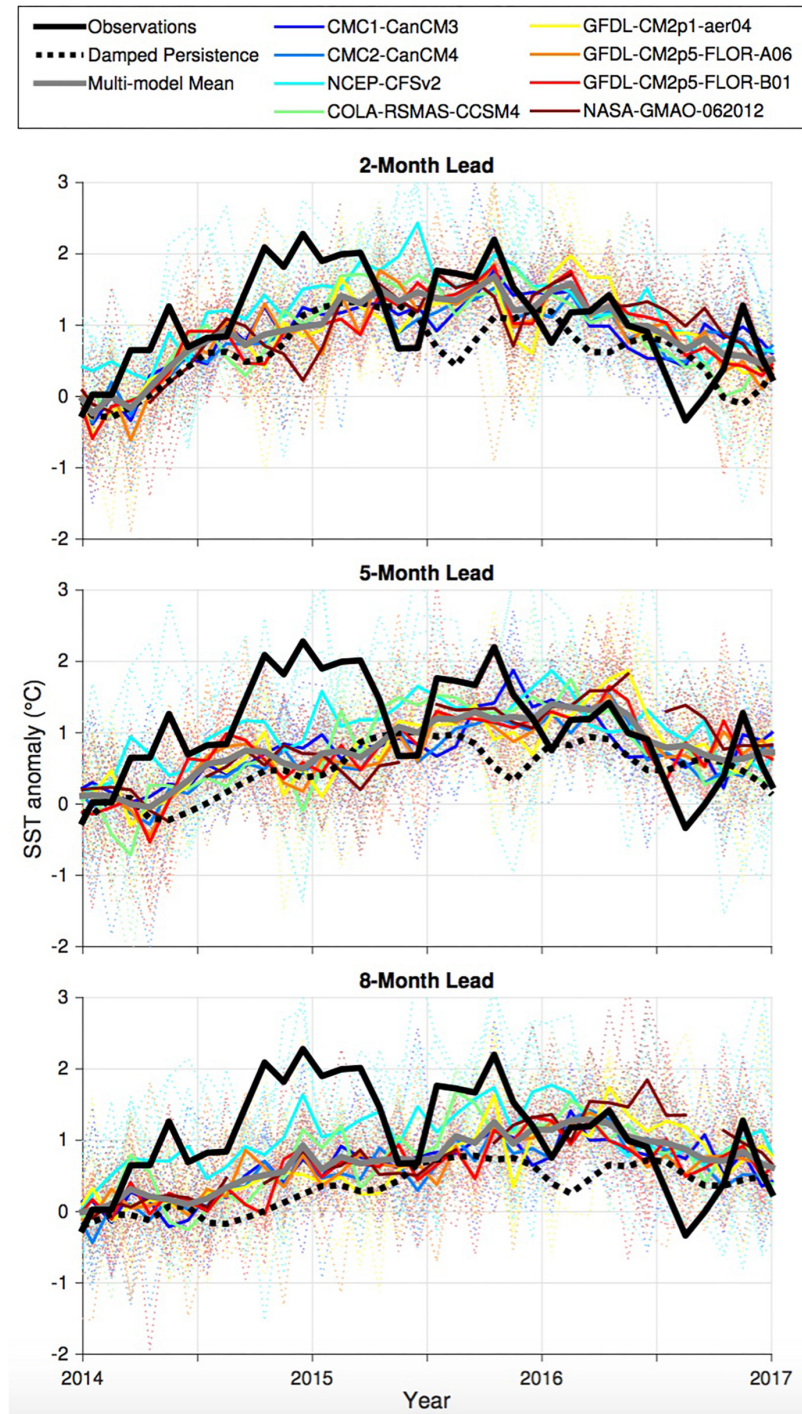 Observations
Damped Persistence
Multi-model Mean
CMC1-CanCM3
CMC2-CanCM4
NCEP-CFSv2
COLA-RSMAS-CCSM4
GFDL-CM2p1-aer04
GFDL-CM2p5-FLOR-A06
GFDL-CM2p5-FLOR-B01
NASA-GMAO-062012
2-Month Lead
3
2
1
0
-1
-2
5-Month Lead
3
2
1
0
-1
-2
SST anomaly (°C)
8-Month Lead
3
2
1
0
-1
-2
2014 2015 2016 2017
Year